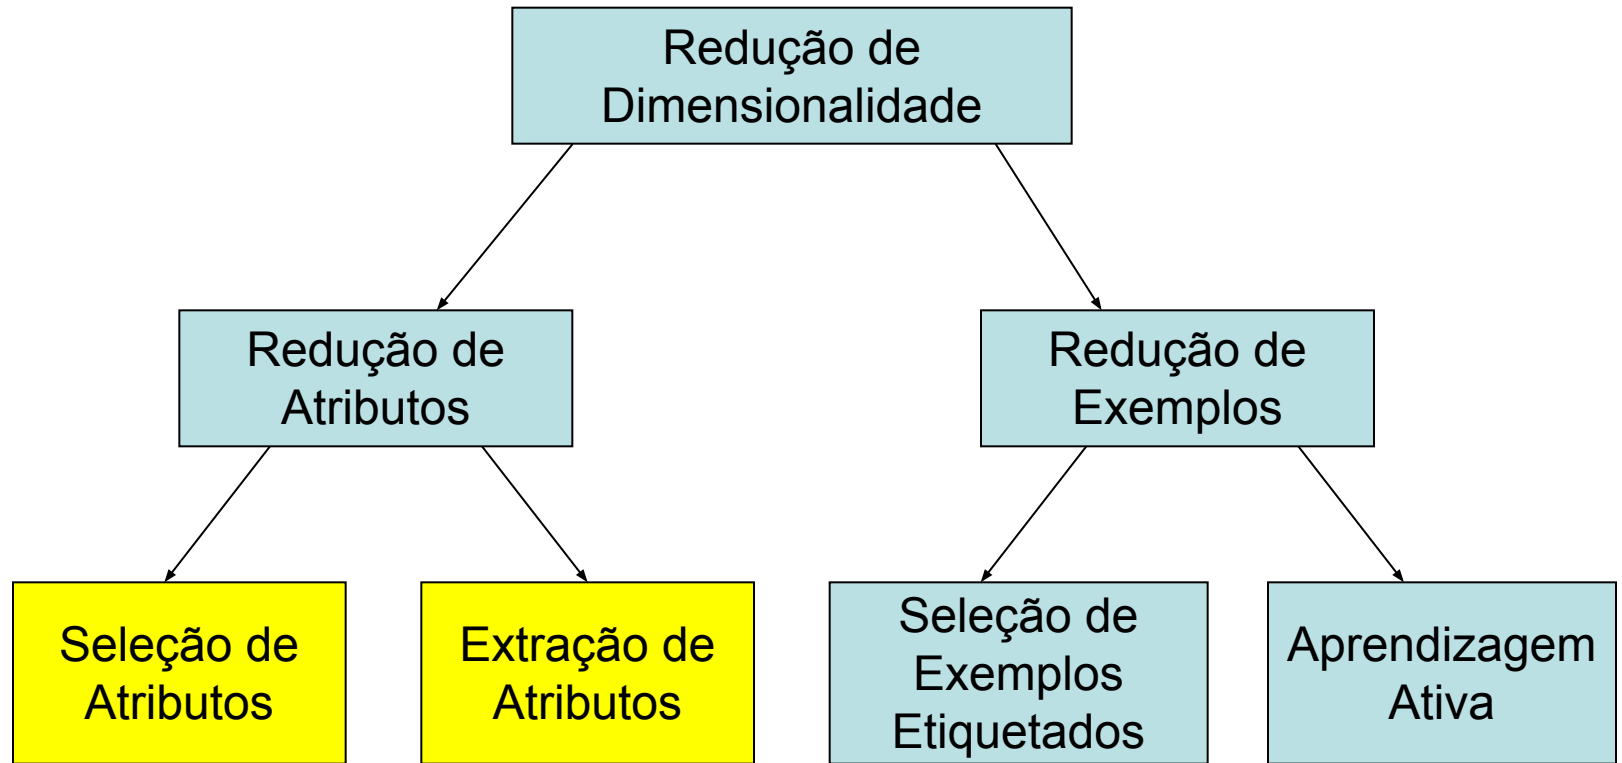 Redução de
Dimensionalidade
Redução de
Atributos
Redução de
Exemplos
Seleção de
Atributos
Extração de
Atributos
Seleção de
Exemplos
Etiquetados
Aprendizagem
Ativa